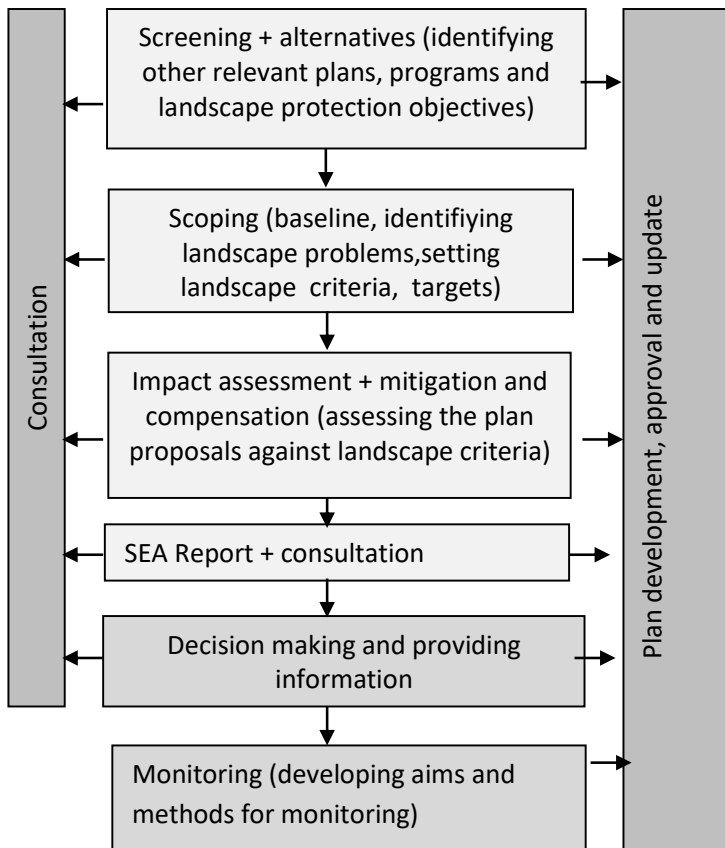 Screening + alternatives (identifying
other relevant plans, programs and
landscape protection objectives)
Scoping (baseline, identifiying
landscape problems,setting
landscape criteria, targets)
Impact assessment + mitigation and
compensation (assessing the plan
proposals against landscape criteria)
SEA Report + consultation
Decision making and providing
information
Monitoring (developing aims and
methods for monitoring)
Consultation
Plan development, approval and update